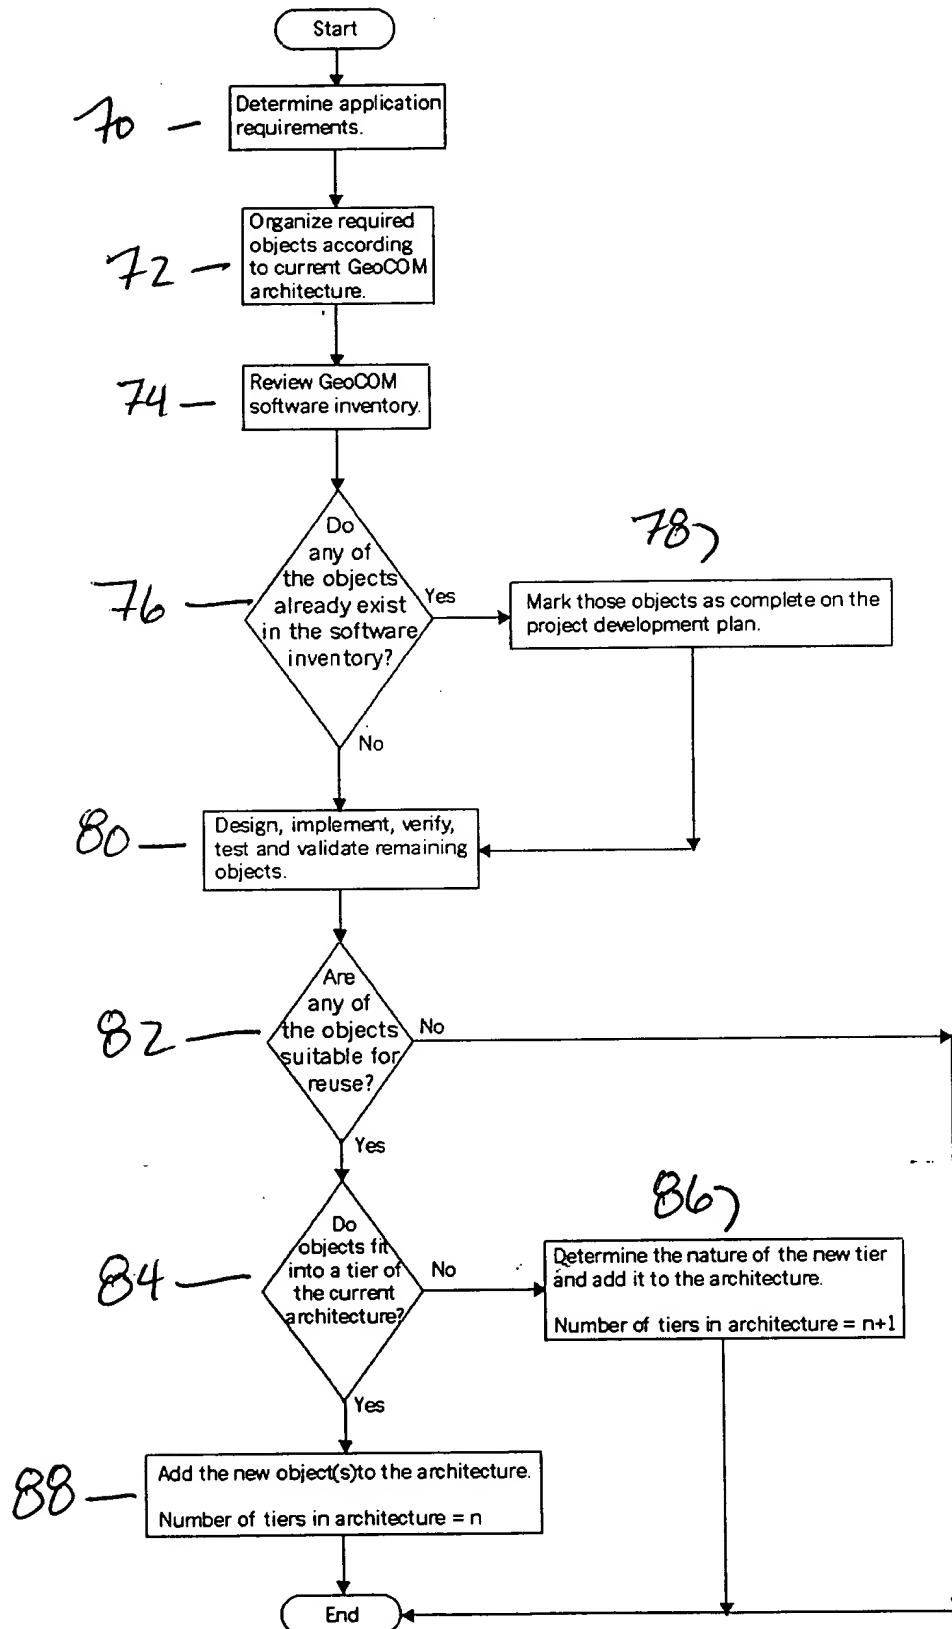 Start
70
Determine application
requirements.
Organize required
objects according
72
to current GeoCOM
architecture.
74
Review GeoCOM
software inventory.
Do
any of
the objects
already exist
in the software
inventory?
76
Yes
78
Mark those objects as complete on the
project development plan.
No
80
Design, implement, verify,
test and validate remaining
objects.
82
Are
any of
the objects
suitable for
reuse?
No
Yes
84
Do
objects fit
into a tier of
the current
architecture?
No
86
Determine the nature of the new tier
and add it to the architecture.
Number of tiers in architecture = n+1
Yes
88
Add the new object(s)to the architecture.
Number of tiers in architecture = n
End